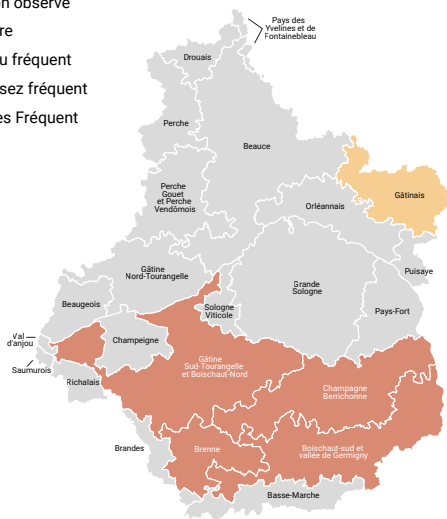 on observé
re
u fréquent
sez fréquent
es Fréquent
Pays des
Yvelines et de
Fontainebleau
Drouais
Perche
Beauce
Perche
Gouet
et Perche
Vendômois
Orléannais
Gâtinais
Gâtine
Nord-Tourangelle
Puisaye
Grande
Sologne
Beaugeois
Sologne
Viticole
Pays-Fort
Val
d'anjou
Champeigne
Saumurois
Gâtine
Sud-Tourangelle
et Boischaut-Nord
Richalais
Champagne
Berrichonne
Brandes
Brenne
Boischaut-sud et
vallée de Germigny
Basse-Marche